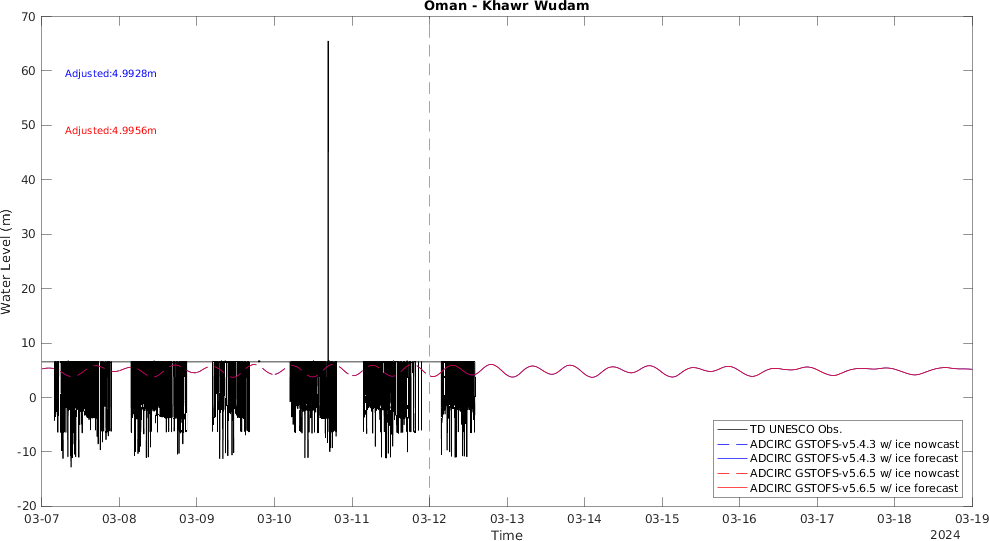 Oman - Khawr Wudam
70
60
50
40
30
20
10
0
-10
-20
Water Level (m)
Adjusted:4.9928m
Adjusted:4.9956m
TD UNESCO Obs.
ADCIRC GSTOFS-v5.4.3 w/ ice nowcast
ADCIRC GSTOFS-v5.4.3 w/ ice forecast
ADCIRC GSTOFS-v5.6.5 w/ ice nowcast
ADCIRC GSTOFS-v5.6.5 w/ ice forecast
03-07 03-08 03-09 03-10 03-11 03-12 03-13 03-14 03-15 03-16 03-17 03-18 03-19
Time
2024